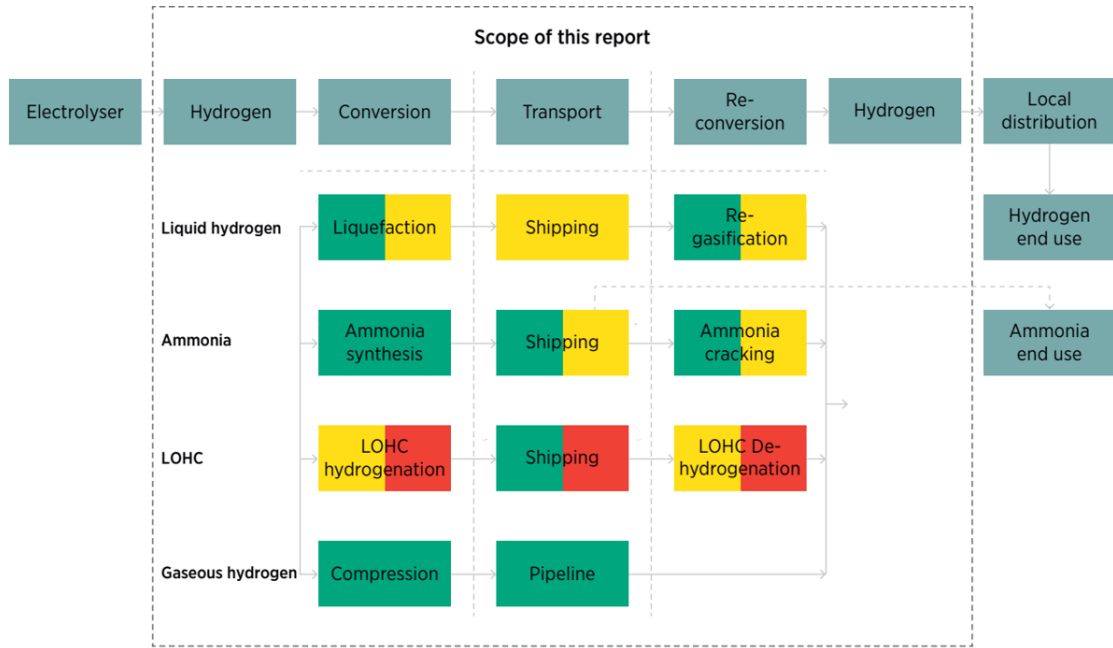 Scope of this report
Electrolyser
Hydrogen
Conversion
Transport
Re-
conversion
Hydrogen
Local
distribution
Liquid hydrogen
Liquefaction
Shipping
Re-
gasification
Hydrogen
end use
Ammonia
Ammonia
synthesis
Shipping
Ammonia
cracking
Ammonia
end use
LOHC
LOHC
hydrogenation
Shipping
LOHC De-
hydrogenation
Gaseous hydrogen
Compression
Pipeline